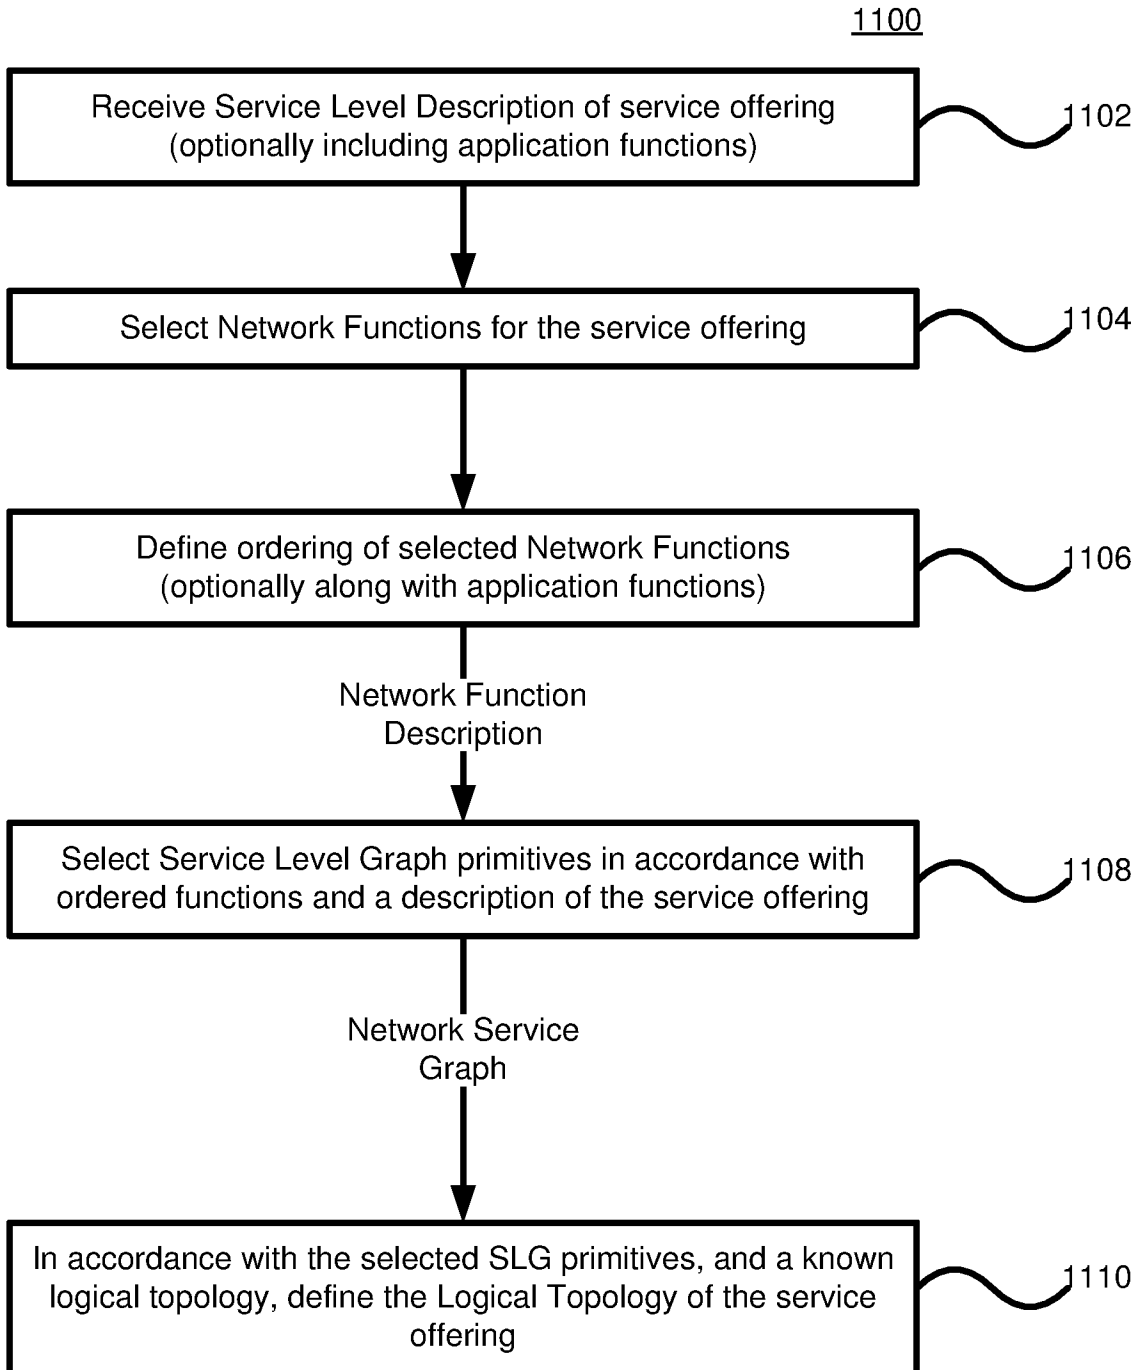 1100
Receive Service Level Description of service offering
(optionally including application functions)
1102
Select Network Functions for the service offering
1104
Define ordering of selected Network Functions
(optionally along with application functions)
1106
Network Function
Description
Select Service Level Graph primitives in accordance with
ordered functions and a description of the service offering
1108
Network Service
Graph
In accordance with the selected SLG primitives, and a known
logical topology, define the Logical Topology of the service
offering
1110